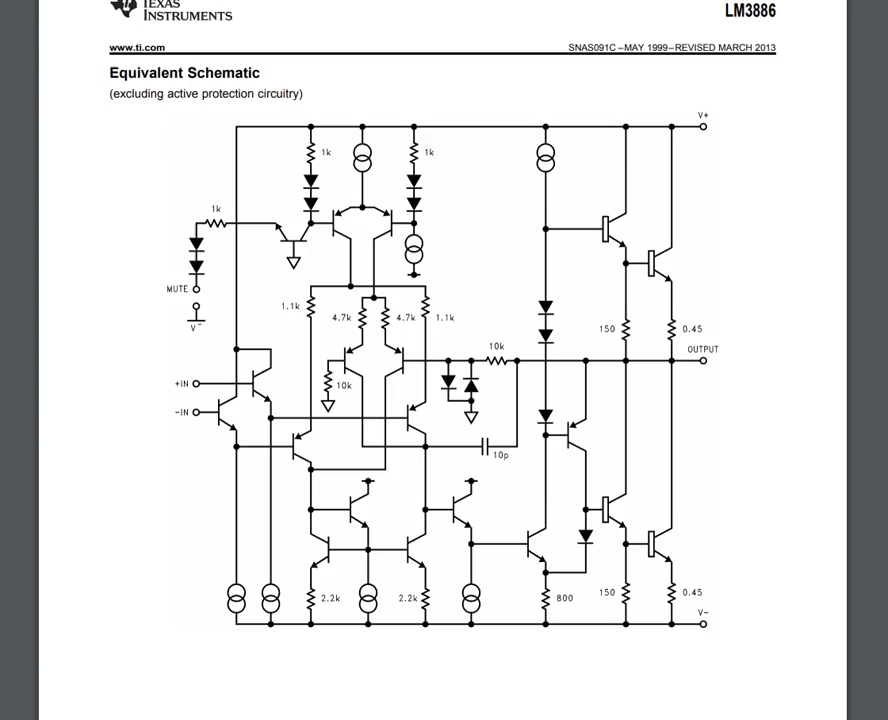 TEXAS
INSTRUMENTS
LM3886
www.ti.com
SNAS091C –MAY 1999–REVISED MARCH 2013
Equivalent Schematic
(excluding active protection circuitry)
V+
1k
1k
1k
MUTE
V−
1.1k
4.7k
4.7k
1.1k
150
0.45
10k
OUTPUT
+IN
10k
−IN
10p
2.2k
2.2k
800
150
0.45
V−